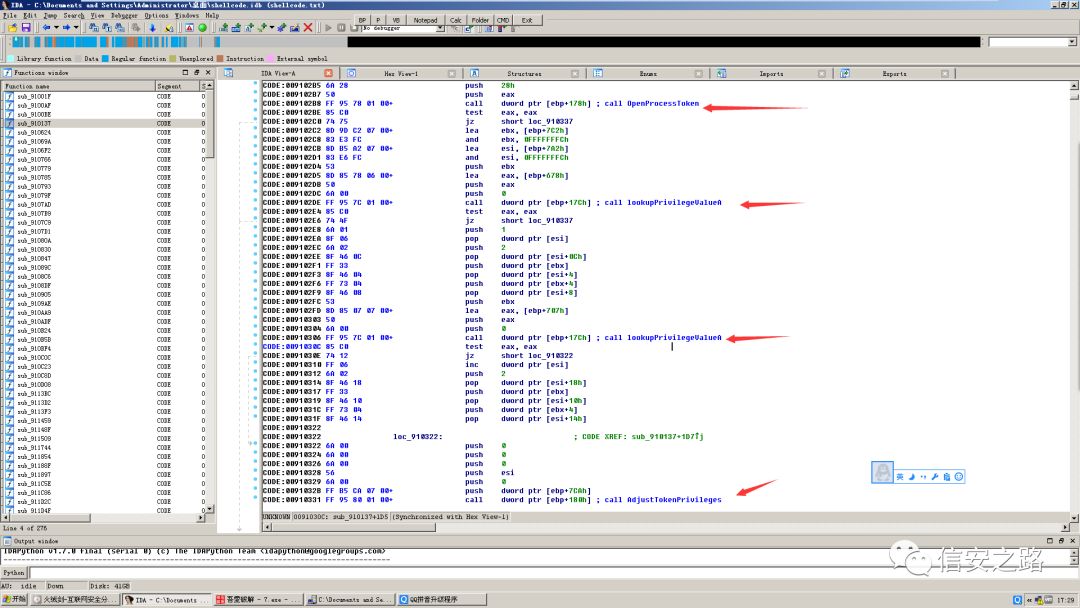 IDA - C:\Documents and Settings\Administrator\桌面\shellcode.idb (shellcode.txt)
File Edit Jump Search View Debugger Options Windows Help
BP P VB Notepad Calc Folder CMD Exit
No debugger
Library function Data Regular function Unexplored Instruction External symbol
Functions window
IDA View-A Hex View-1 Structures Enums Imports Exports
Function name Segment
sub_91001F CODE 0
sub_9100AF CODE 0
sub_9100BE CODE 0
sub_910137 CODE 0
sub_910624 CODE 0
sub_91069A CODE 0
sub_9106F2 CODE 0
sub_910766 CODE 0
sub_910779 CODE 0
sub_910785 CODE 0
sub_910793 CODE 0
sub_91079F CODE 0
sub_9107AD CODE 0
sub_9107B9 CODE 0
sub_9107C9 CODE 0
sub_9107D1 CODE 0
sub_91080A CODE 0
sub_910830 CODE 0
sub_910847 CODE 0
sub_91089C CODE 0
sub_9108C6 CODE 0
sub_9108DF CODE 0
sub_910905 CODE 0
sub_9109AE CODE 0
sub_910AA9 CODE 0
sub_910ADF CODE 0
sub_910B24 CODE 0
sub_910B5B CODE 0
sub_910BF4 CODE 0
sub_910C0C CODE 0
sub_910C23 CODE 0
sub_910C8D CODE 0
sub_910D08 CODE 0
sub_9113BC CODE 0
sub_9113D2 CODE 0
sub_9113F3 CODE 0
sub_911459 CODE 0
sub_91148F CODE 0
sub_911509 CODE 0
sub_911744 CODE 0
sub_911854 CODE 0
sub_91188F CODE 0
sub_911897 CODE 0
sub_911C5E CODE 0
sub_911C86 CODE 0
sub_911D2C CODE 0
sub_911D4F CODE 0
Line 4 of 276
CODE:009102B5 6A 28 push 28h
CODE:009102B7 50 push eax
CODE:009102B8 FF 95 78 01 00+ call dword ptr [ebp+178h] ; call OpenProcessToken
CODE:009102BE 85 C0 test eax, eax
CODE:009102C0 74 75 jz short loc_910337
CODE:009102C2 8D 9D C2 07 00+ lea ebx, [ebp+7C2h]
CODE:009102C8 83 E3 FC and ebx, 0FFFFFFFCh
CODE:009102CB 8D B5 A2 07 00+ lea esi, [ebp+7A2h]
CODE:009102D1 83 E6 FC and esi, 0FFFFFFFCh
CODE:009102D4 53 push ebx
CODE:009102D5 8D 85 78 06 00+ lea eax, [ebp+678h]
CODE:009102DB 50 push eax
CODE:009102DC 6A 00 push 0
CODE:009102DE FF 95 7C 01 00+ call dword ptr [ebp+17Ch] ; call lookupPrivilegeValueA
CODE:009102E4 85 C0 test eax, eax
CODE:009102E6 74 4F jz short loc_910337
CODE:009102E8 6A 01 push 1
CODE:009102EA 8F 06 pop dword ptr [esi]
CODE:009102EC 6A 02 push 2
CODE:009102EE 8F 46 0C pop dword ptr [esi+0Ch]
CODE:009102F1 FF 33 push dword ptr [ebx]
CODE:009102F3 8F 46 04 pop dword ptr [esi+4]
CODE:009102F6 FF 73 04 push dword ptr [ebx+4]
CODE:009102F9 8F 46 08 pop dword ptr [esi+8]
CODE:009102FC 53 push ebx
CODE:009102FD 8D 85 07 07 00+ lea eax, [ebp+707h]
CODE:00910303 50 push eax
CODE:00910304 6A 00 push 0
CODE:00910306 FF 95 7C 01 00+ call dword ptr [ebp+17Ch] ; call lookupPrivilegeValueA
CODE:0091030C 85 C0 test eax, eax
CODE:0091030E 74 12 jz short loc_910322
CODE:00910310 FF 06 inc dword ptr [esi]
CODE:00910312 6A 02 push 2
CODE:00910314 8F 46 18 pop dword ptr [esi+18h]
CODE:00910317 FF 33 push dword ptr [ebx]
CODE:00910319 8F 46 10 pop dword ptr [esi+10h]
CODE:0091031C FF 73 04 push dword ptr [ebx+4]
CODE:0091031F 8F 46 14 pop dword ptr [esi+14h]
CODE:00910322
CODE:00910322 loc_910322: ; CODE XREF: sub_910137+1D7↑j
CODE:00910322 6A 00 push 0
CODE:00910324 6A 00 push 0
CODE:00910326 6A 00 push 0
CODE:00910328 56 push esi
CODE:00910329 6A 00 push 0
CODE:0091032B FF B5 CA 07 00+ push dword ptr [ebp+7CAh]
CODE:00910331 FF 95 80 01 00+ call dword ptr [ebp+180h] ; call AdjustTokenPrivileges
UNKNOWN 0091030C: sub_910137+1D5 (Synchronized with Hex View-1)
英
Output window
IDAPython v1.7.0 final (serial 0) (c) The IDAPython Team <idapython@googlegroups.com>
Python
AU: idle Down Disk: 41GB
信安之路
开始 火绒剑-互联网安全分... IDA - C:\Documents ... 吾爱破解 - 7.exe - ... C:\Documents and Se... QQ拼音升级程序 17:29